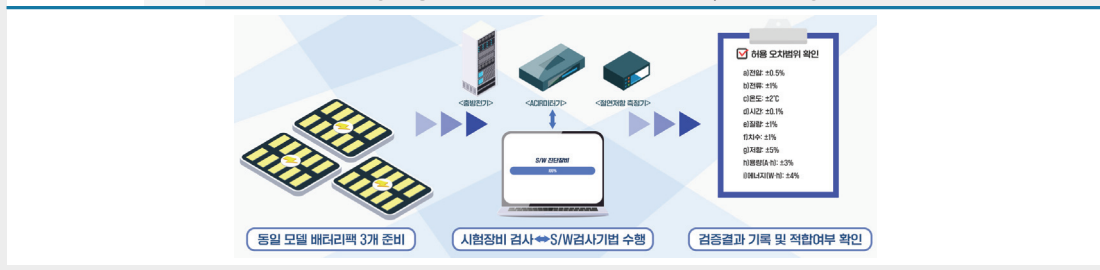 <충방전기>
<ACIR미터기>
<절연저항 측정기>
S/W 진단장비
허용 오차범위 확인
a)전압: ±0.5%
b)전류: ±1%
c)온도: ±2℃
d)시간: ±0.1%
e)질량: ±1%
f)치수: ±1%
g)저항: ±5%
h)용량(A·h): ±3%
i)에너지(W·h): ±4%
동일 모델 배터리팩 3개 준비
시험장비 검사⇔S/W검사기법 수행
검증결과 기록 및 적합여부 확인